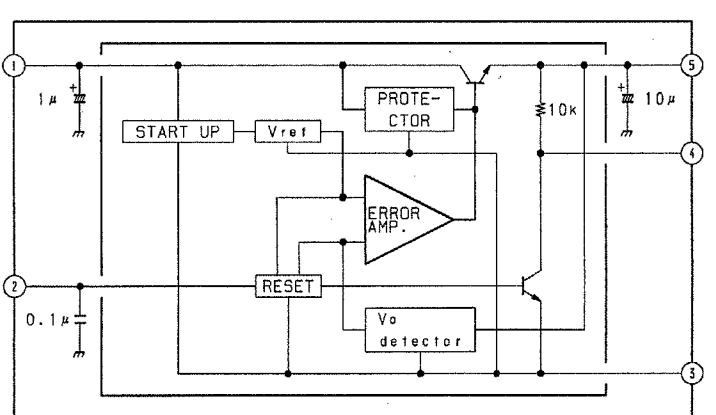 1
5
+
1μ
PROTE-
CTOR
+
10μ
10k
START UP
Vref
4
ERROR
AMP.
2
RESET
0.1μ
Vo
detector
3